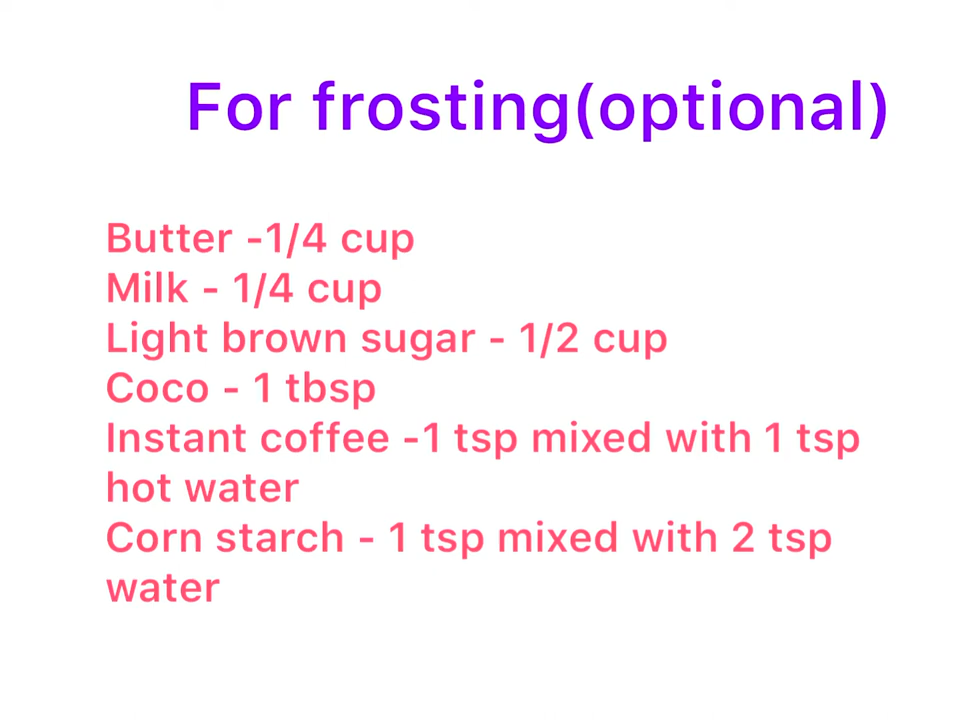 For frosting(optional)
Butter -1/4 cup
Milk - 1/4 cup
Light brown sugar - 1/2 cup
Coco - 1 tbsp
Instant coffee -1 tsp mixed with 1 tsp
hot water
Corn starch - 1 tsp mixed with 2 tsp
water